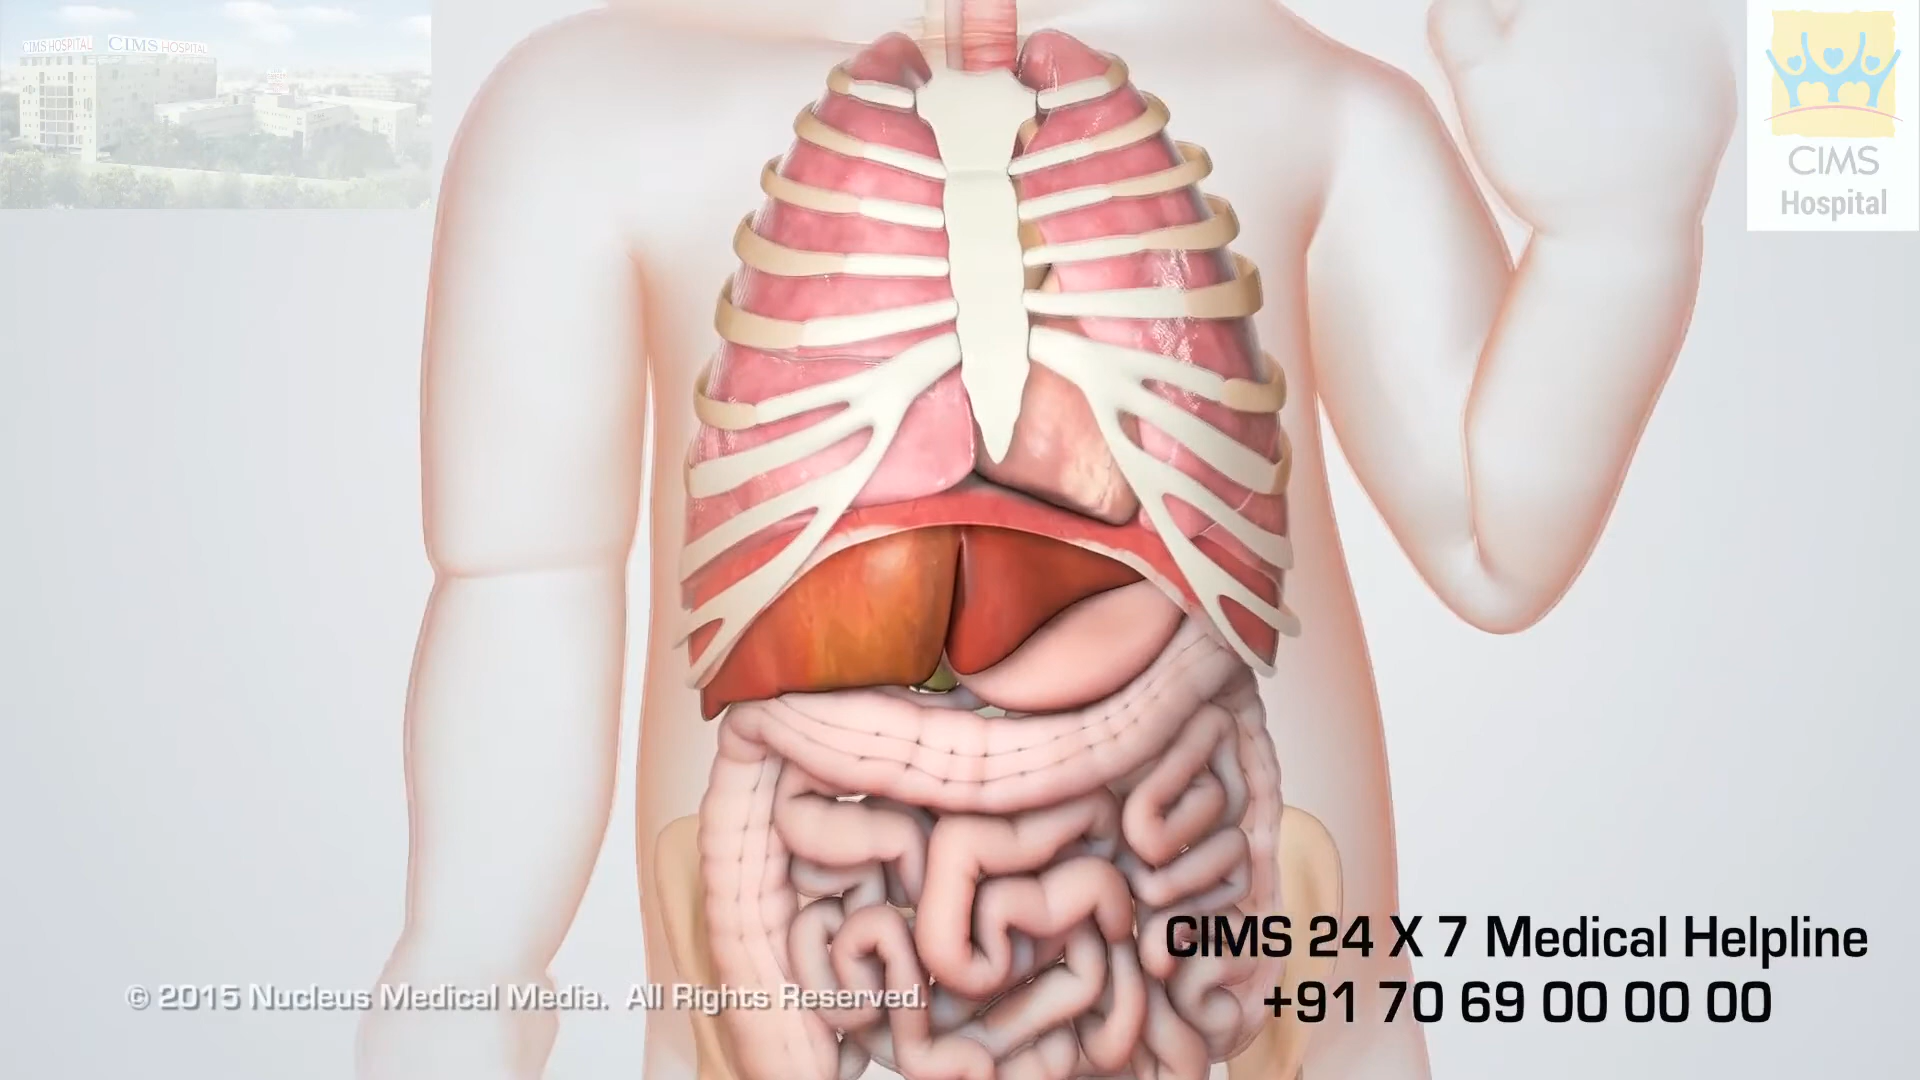 CIMS HOSPITAL CIMS HOSPITAL
CIMS
Hospital
CIMS 24 X 7 Medical Helpline
+91 70 69 00 00 00
© 2015 Nucleus Medical Media. All Rights Reserved.